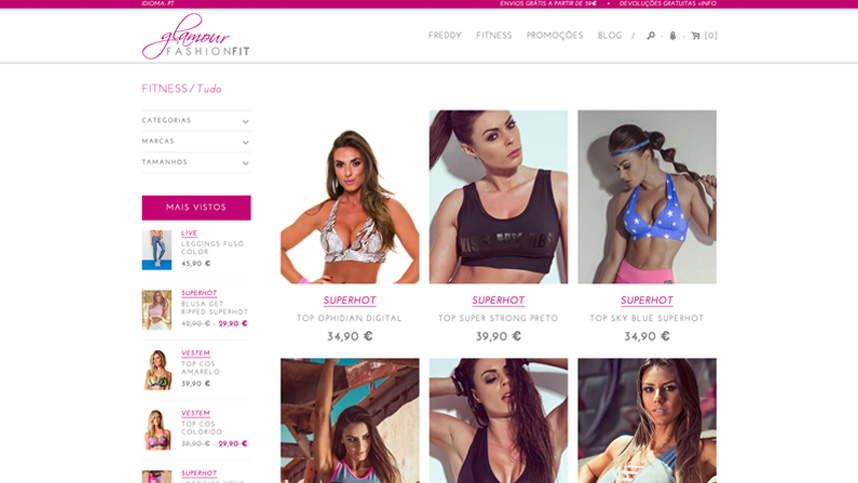 IDIOMA: PT
ENVIOS GRÁTIS A PARTIR DE 39€ • DEVOLUÇÕES GRATUITAS +INFO
glamour
FASHIONFIT
FREDDY FITNESS PROMOÇÕES BLOG / [0]
FITNESS / Tudo
CATEGORIAS
MARCAS
TAMANHOS
MAIS VISTOS
LIVE
LEGGINGS FUSÔ
COLOR
45,90 €
SUPERHOT
BLUSA GET
RIPPED SUPERHOT
42,90 € - 29,90 €
VESTEM
TOP COS
AMARELO
39,90 €
VESTEM
TOP COS
COLORIDO
39,90 € - 29,90 €
SUPERHOT
SUPERHOT
TOP OPHIDIAN DIGITAL
34,90 €
SUPERHOT
TOP SUPER STRONG PRETO
39,90 €
SUPERHOT
TOP SKY BLUE SUPERHOT
34,90 €